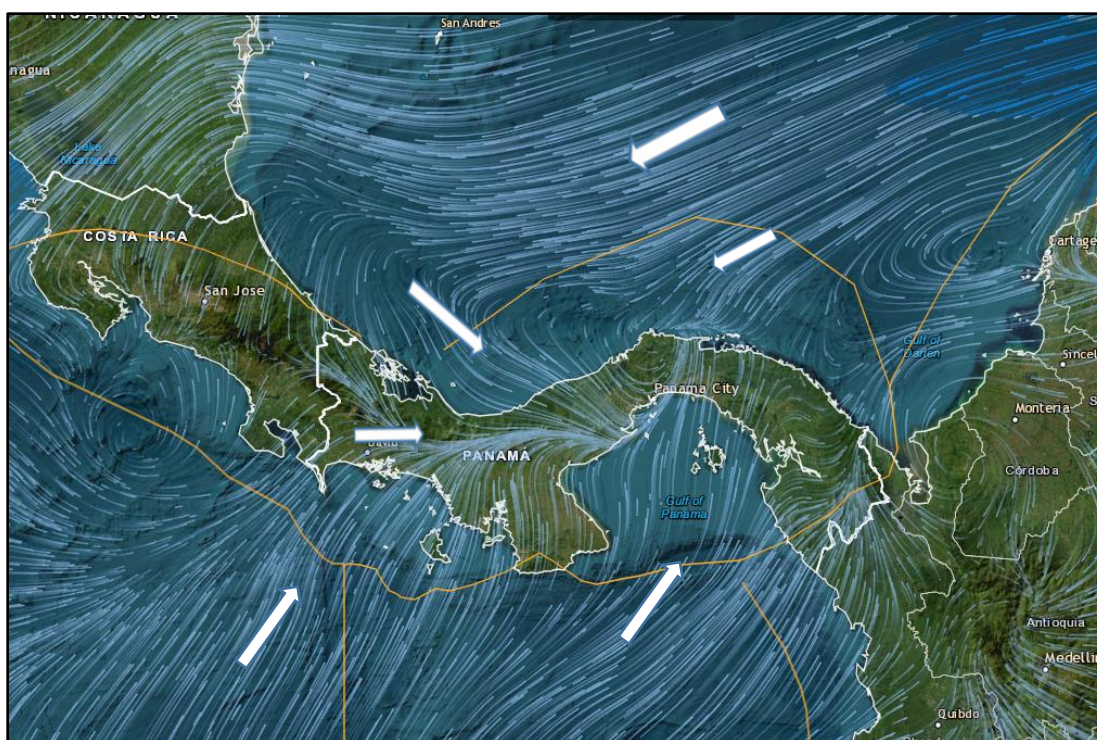 NICARAGUA
San Andres
nagua
Lake
Nicaragua
COSTA RICA
San Jose
Cartage
Gulf of
Darien
Sincel
Panama City
Monteria
David
PANAMÁ
Córdoba
Gulf of
Panama
Antioquia
Medellin
Quibdo